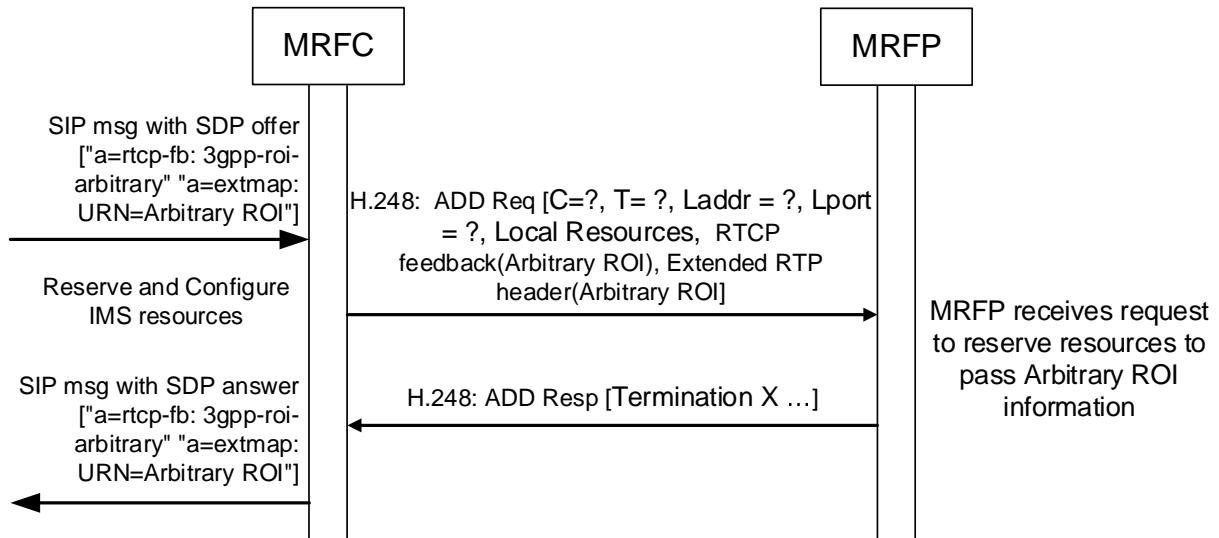 MRFC
MRFP
SIP msg with SDP offer
["a=rtcp-fb: 3gpp-roi-
arbitrary" "a=extmap:
URN=Arbitrary ROI"]
H.248: ADD Req [C=?, T= ?, Laddr = ?, Lport
= ?, Local Resources, RTCP
feedback(Arbitrary ROI), Extended RTP
header(Arbitrary ROI]
Reserve and Configure
IMS resources
MRFP receives request
to reserve resources to
pass Arbitrary ROI
information
SIP msg with SDP answer
["a=rtcp-fb: 3gpp-roi-
arbitrary" "a=extmap:
URN=Arbitrary ROI"]
H.248: ADD Resp [Termination X …]